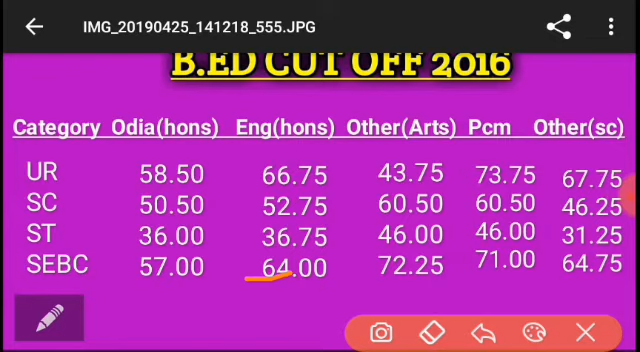 IMG_20190425_141218_555.JPG
B.ED CUT OFF 2016
Category Odia(hons) Eng(hons) Other(Arts) Pcm Other(sc)
UR 58.50 66.75 43.75 73.75 67.75
SC 50.50 52.75 60.50 60.50 46.25
ST 36.00 36.75 46.00 46.00 31.25
SEBC 57.00 64.00 72.25 71.00 64.75